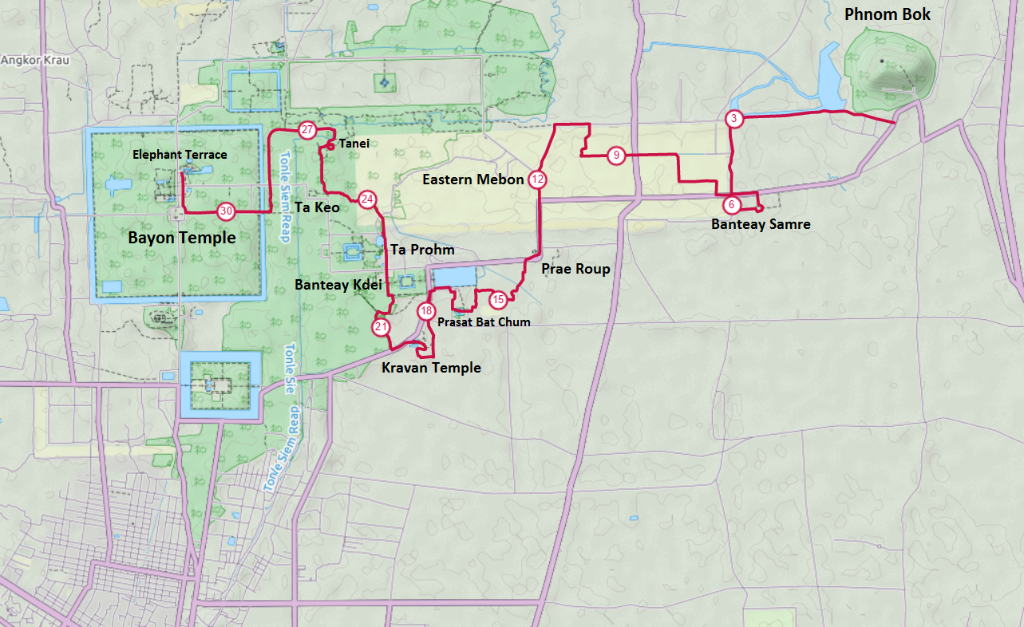 Phnom Bok
Angkor Krau
3
27
Tanei
Elephant Terrace
9
Tonle Siem Reap
Eastern Mebon
12
24
Ta Keo
30
6
Banteay Samre
Bayon Temple
Ta Prohm
Prae Roup
Banteay Kdei
15
18
Prasat Bat Chum
21
Kravan Temple
Tonle Sie
Tonle Siem Reap